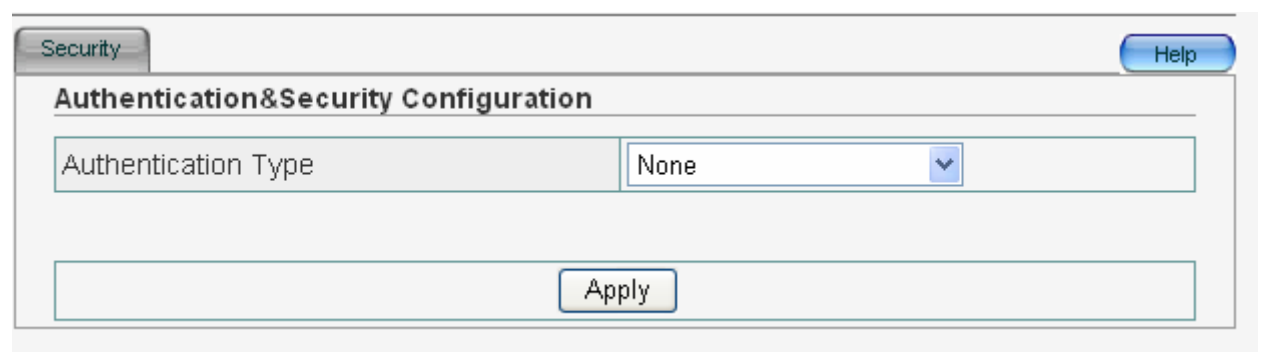 Security
Help
Authentication&Security Configuration
Authentication Type
None
Apply